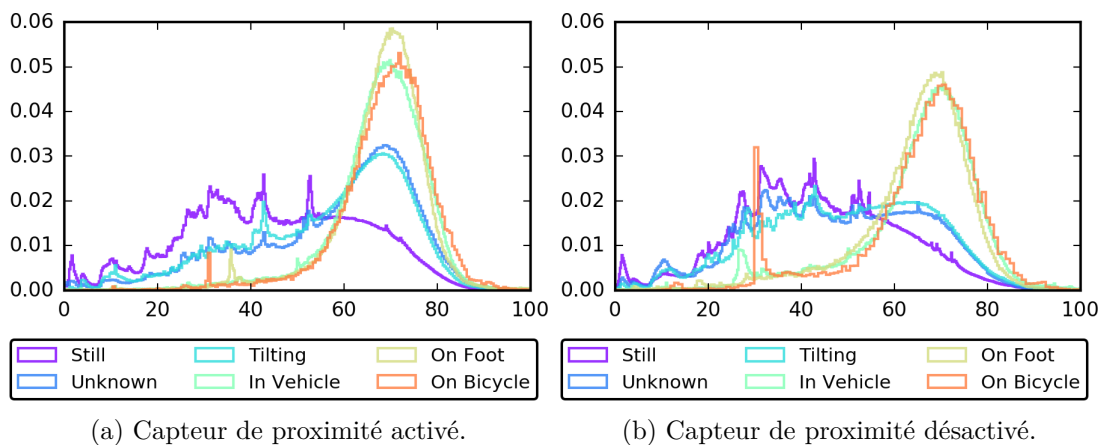 0.06
0.05
0.04
0.03
0.02
0.01
0.00
0 20 40 60 80 100
Still Tilting On Foot
Unknown In Vehicle On Bicycle
(a) Capteur de proximité activé.
0.06
0.05
0.04
0.03
0.02
0.01
0.00
0 20 40 60 80 100
Still Tilting On Foot
Unknown In Vehicle On Bicycle
(b) Capteur de proximité désactivé.